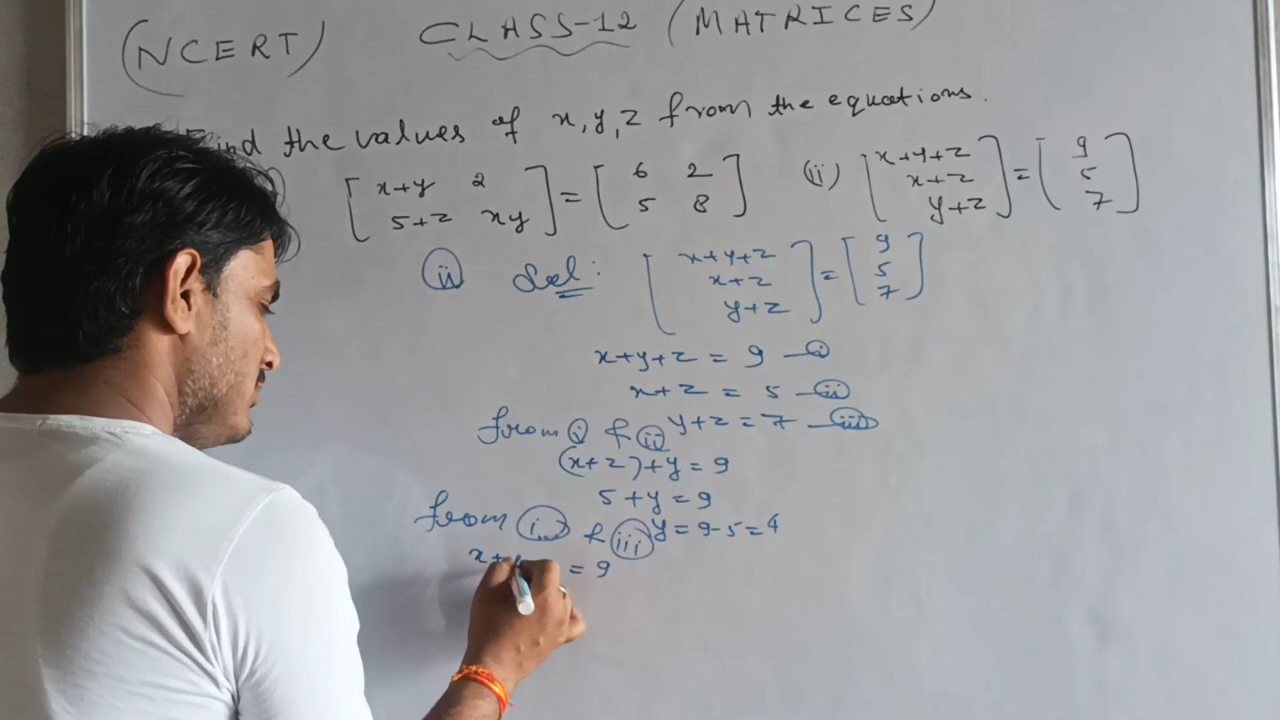 (NCERT) CLASS-12 (MATRICES)
Find the values of x, y, z from the equations.
[x+y 2] = [6 2] (ii) [x+y+z] = [9]
[5+z xy] [5 8] [x+z] [5]
[y+z] [7]
(ii) Sol: [x+y+z] = [9]
[x+z] [5]
[y+z] [7]
x+y+z = 9 —(i)
x+z = 5 —(ii)
y+z = 7 —(iii)
from (i) & (ii)
(x+z)+y = 9
5+y = 9
y = 9-5 = 4
from (i) & (iii)
x+ = 9